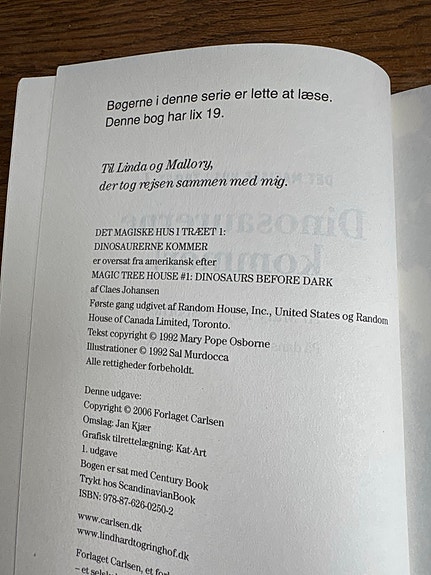 Bøgerne i denne serie er lette at læse.
Denne bog har lix 19.
Til Linda og Mallory,
der tog rejsen sammen med mig.
DET MAGISKE HUS I TRÆET 1:
DINOSAURERNE KOMMER
er oversat fra amerikansk efter
MAGIC TREE HOUSE #1: DINOSAURS BEFORE DARK
af Claes Johansen
Første gang udgivet af Random House, Inc., United States og Random
House of Canada Limited, Toronto.
Tekst copyright © 1992 Mary Pope Osborne
Illustrationer © 1992 Sal Murdocca
Alle rettigheder forbeholdt.
Denne udgave:
Copyright © 2006 Forlaget Carlsen
Omslag: Jan Kjær
Grafisk tilrettelægning: Kat-Art
1. udgave
Bogen er sat med Century Book
Trykt hos ScandinavianBook
ISBN: 978-87-626-0250-2
www.carlsen.dk
www.lindhardtogringhof.dk
Forlaget Carlsen, et
– et